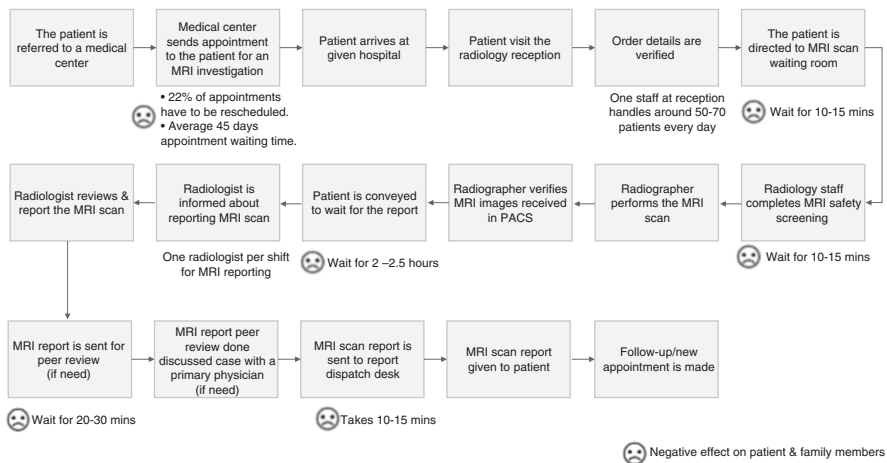 The patient is
referred to a medical
center
Medical center
sends appointment
to the patient for an
MRI investigation
Patient arrives at
given hospital
Patient visit the
radiology reception
Order details are
verified
The patient is
directed to MRI scan
waiting room
• 22% of appointments
have to be rescheduled.
• Average 45 days
appointment waiting time.
One staff at reception
handles around 50-70
patients every day
Wait for 10-15 mins
Radiologist reviews &
report the MRI scan
Radiologist is
informed about
reporting MRI scan
Patient is conveyed
to wait for the report
Radiographer verifies
MRI images received
in PACS
Radiographer
performs the MRI
scan
Radiology staff
completes MRI safety
screening
One radiologist per shift
for MRI reporting
Wait for 2 –2.5 hours
Wait for 10-15 mins
MRI report is sent for
peer review
(if need)
MRI report peer
review done
discussed case with a
primary physician
(if need)
MRI scan report is
sent to report
dispatch desk
MRI scan report
given to patient
Follow-up/new
appointment is made
Wait for 20-30 mins
Takes 10-15 mins
Negative effect on patient & family members